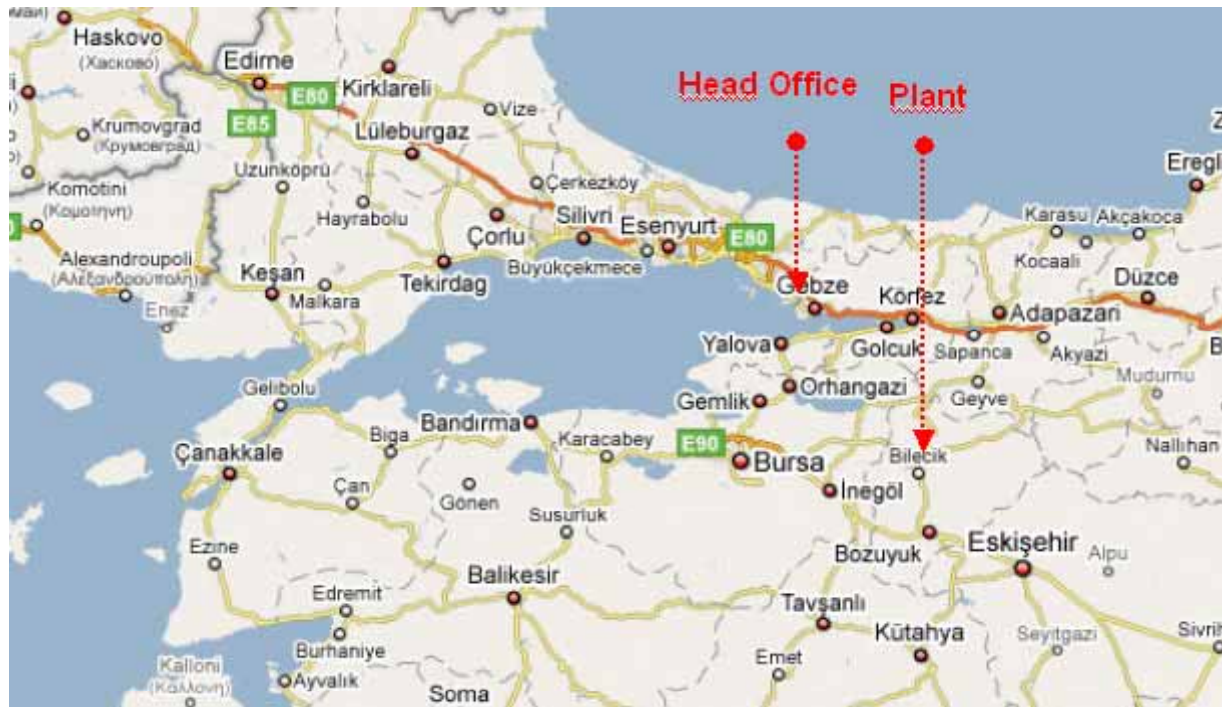 Haskovo
(Хасково)
Edirne
E80
Kirklareli
Head Office
Plant
Krumovgrad
(Крумовград)
E85
Vize
Lüleburgaz
Eregl
Uzunköprü
Komotini
(Κομοτηνη)
Çerkezköy
Hayrabolu
Silivri
Esenyurt
E80
Karasu
Akçakoca
Çorlu
Büyükçekmece
Kocaali
Alexandroupoli
(Αλεξανδρούπολη)
Keşan
Tekirdag
Düzce
Malkara
Gebze
Körfez
Adapazari
Enez
Yalova
Golcuk
Sapanca
Akyazi
Gelibolu
Orhangazi
Mudurnu
Gemlik
Geyve
Bandırma
Biga
Karacabey
E90
Nallıhan
Çanakkale
Bursa
Bilecik
Çan
Gönen
İnegöl
Susurluk
Ezine
Bozuyuk
Eskişehir
Alpu
Balikesir
Edremit
Tavşanlı
Burhaniye
Kütahya
Seyitgazi
Sivrih
Kalloni
(Καλλονή)
Emet
Ayvalık
Soma